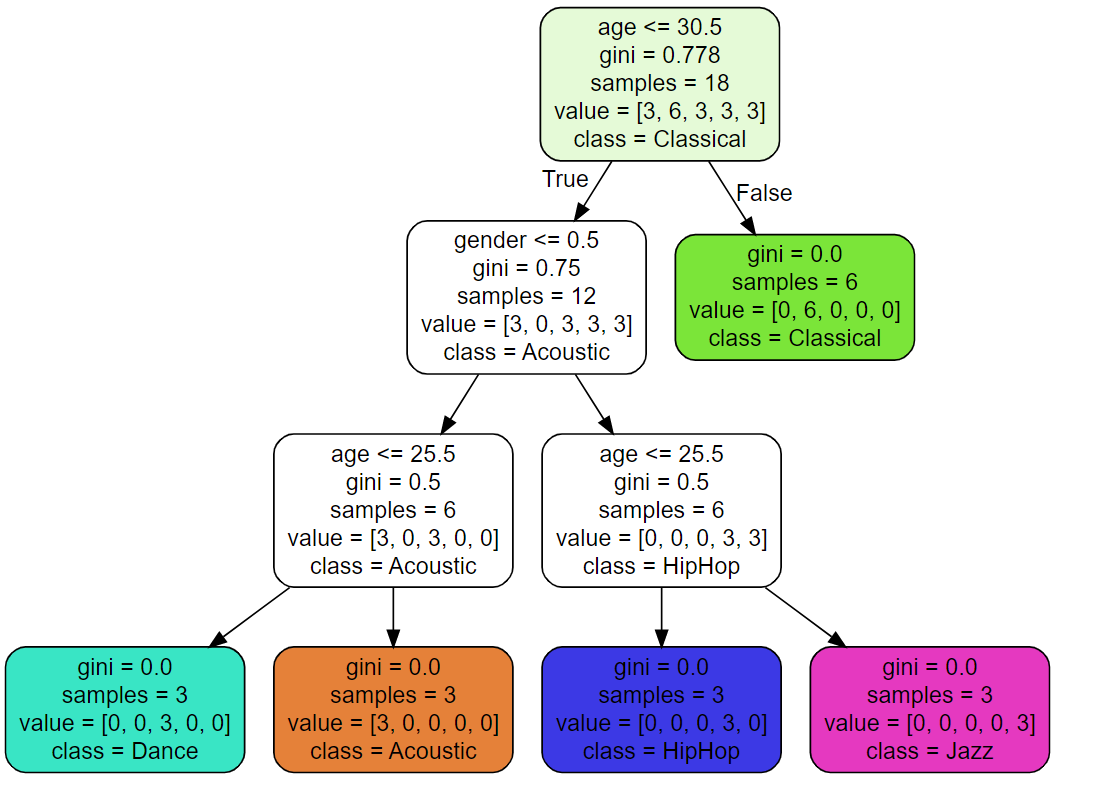 age <= 30.5
gini = 0.778
samples = 18
value = [3, 6, 3, 3, 3]
class = Classical
True
False
gender <= 0.5
gini = 0.75
samples = 12
value = [3, 0, 3, 3, 3]
class = Acoustic
gini = 0.0
samples = 6
value = [0, 6, 0, 0, 0]
class = Classical
age <= 25.5
gini = 0.5
samples = 6
value = [3, 0, 3, 0, 0]
class = Acoustic
age <= 25.5
gini = 0.5
samples = 6
value = [0, 0, 0, 3, 3]
class = HipHop
gini = 0.0
samples = 3
value = [0, 0, 3, 0, 0]
class = Dance
gini = 0.0
samples = 3
value = [3, 0, 0, 0, 0]
class = Acoustic
gini = 0.0
samples = 3
value = [0, 0, 0, 3, 0]
class = HipHop
gini = 0.0
samples = 3
value = [0, 0, 0, 0, 3]
class = Jazz